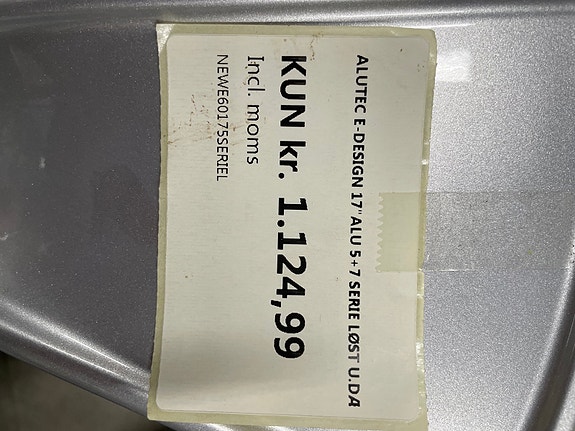 ALUTEC E-DESIGN 17" ALU 5+7 SERIE LØST U.DA
KUN kr. 1.124,99
Incl. moms
NEWE60175SERIEL